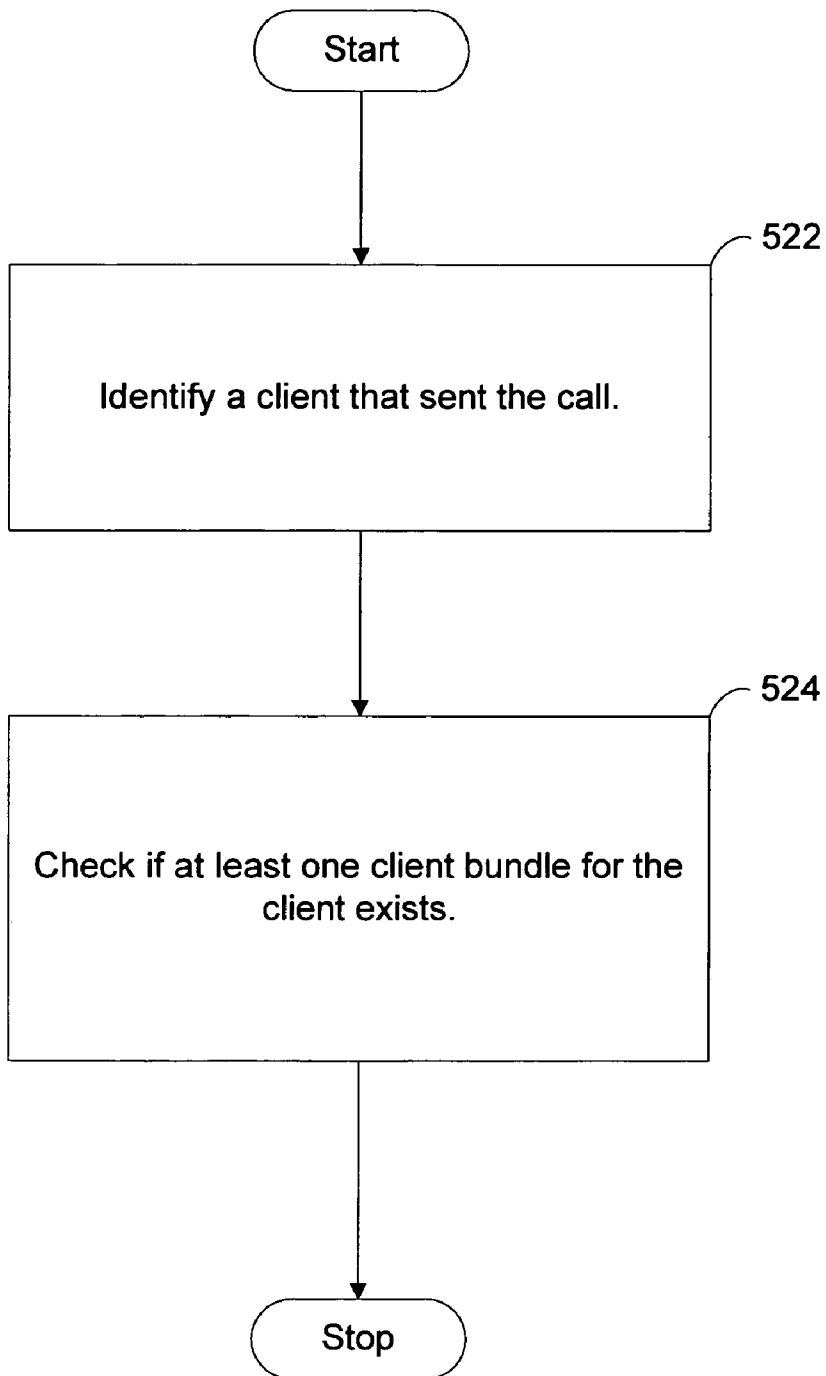 Start
522
Identify a client that sent the call.
524
Check if at least one client bundle for the
client exists.
Stop